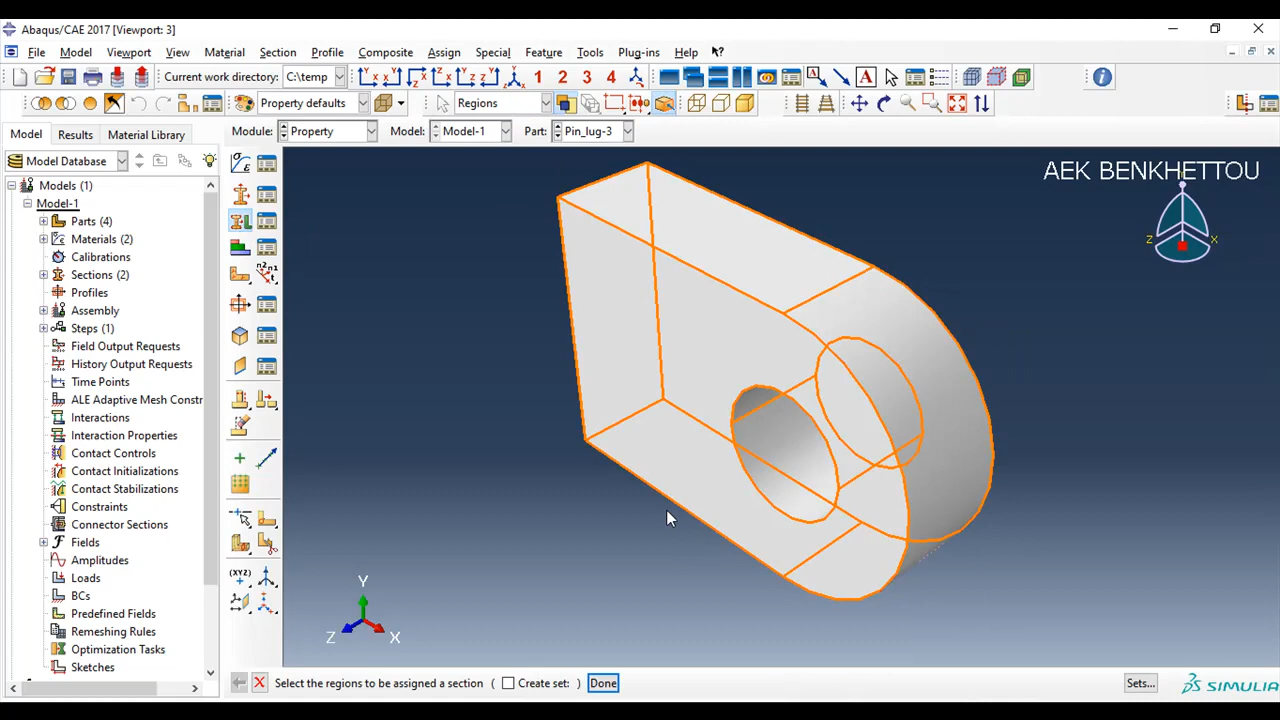 Abaqus/CAE 2017 [Viewport: 3]
File Model Viewport View Material Section Profile Composite Assign Special Feature Tools Plug-ins Help
Current work directory: C:\temp 1 2 3 4 A
Property defaults Regions
Model Results Material Library Module: Property Model: Model-1 Part: Pin_lug-3
Model Database
Models (1)
Model-1
Parts (4)
Materials (2)
Calibrations
Sections (2)
Profiles
Assembly
Steps (1)
Field Output Requests
History Output Requests
Time Points
ALE Adaptive Mesh Constr
Interactions
Interaction Properties
Contact Controls
Contact Initializations
Contact Stabilizations
Constraints
Connector Sections
Fields
Amplitudes
Loads
BCs
Predefined Fields
Remeshing Rules
Optimization Tasks
Sketches
AEK BENKHETTOU
Z X
Y
Z X
Select the regions to be assigned a section ( Create set: ) Done Sets... SIMULIA